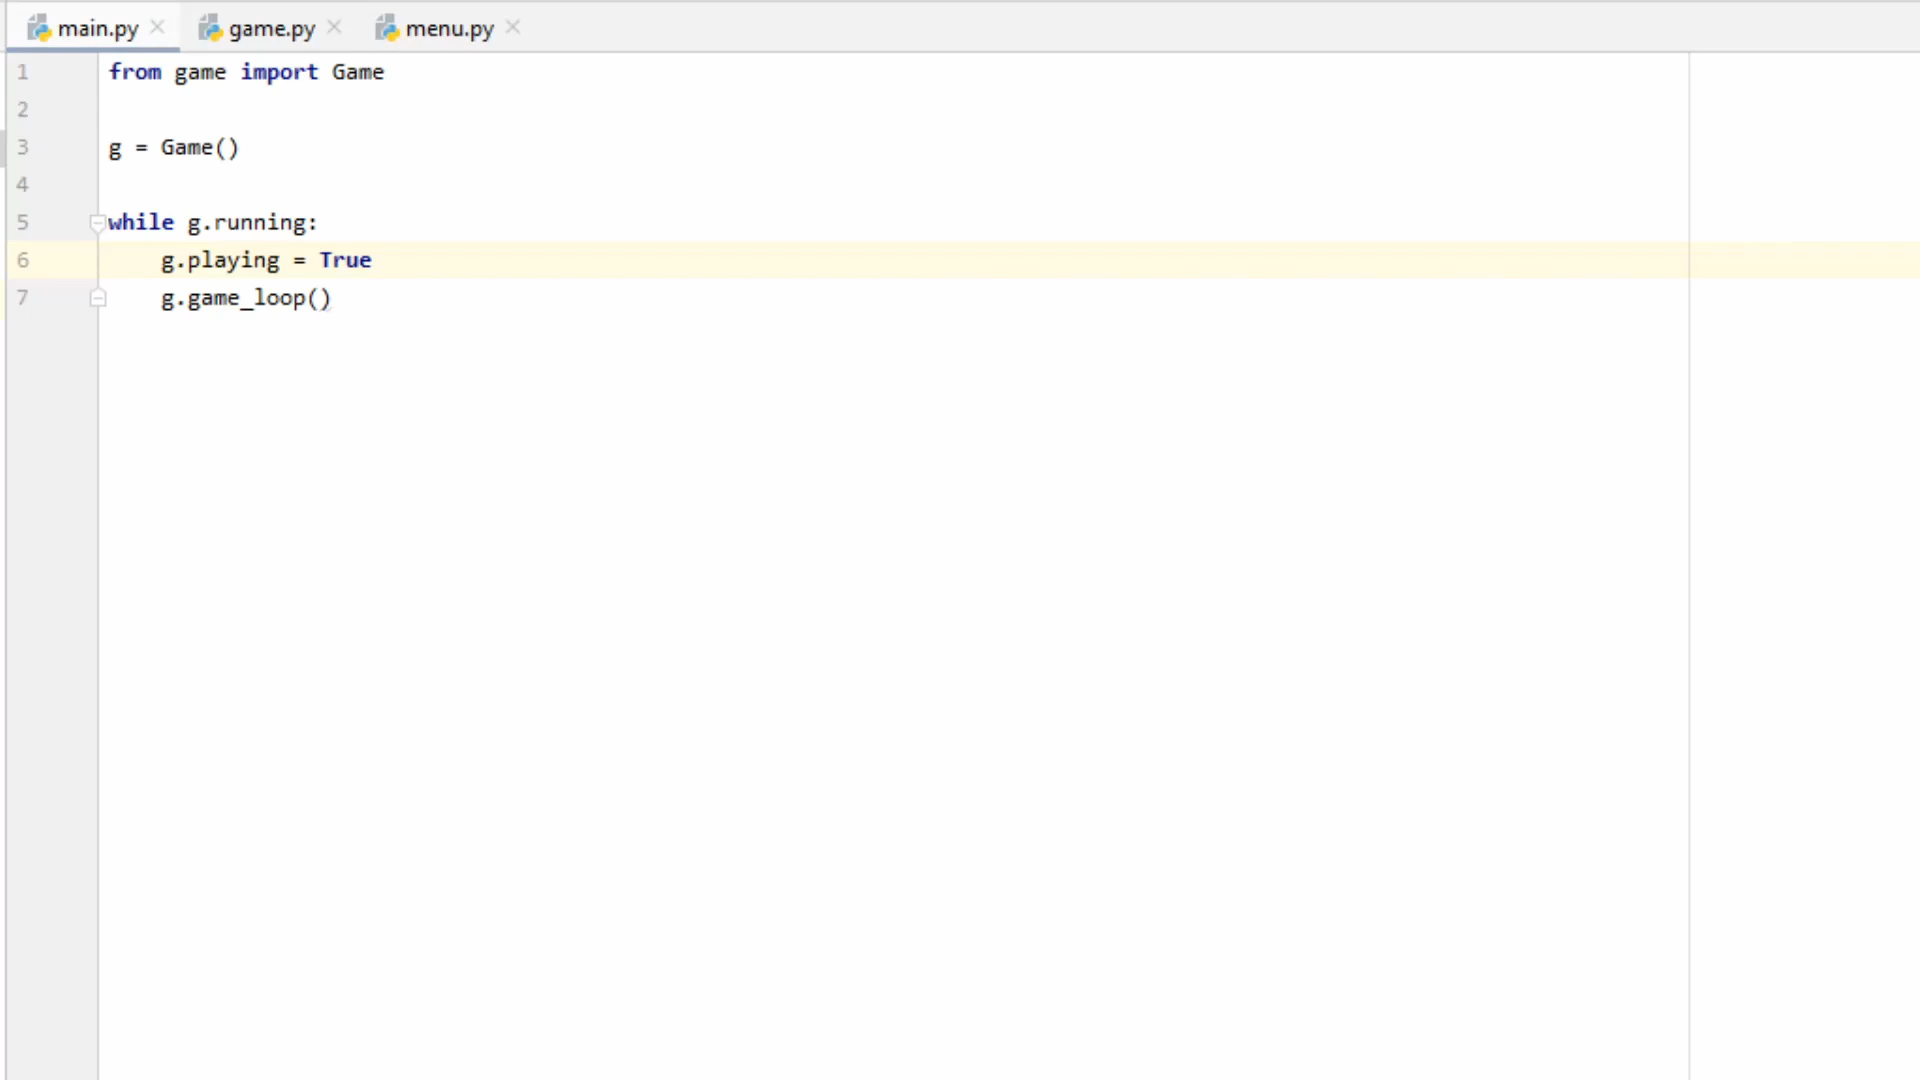 main.py game.py menu.py
1 from game import Game
2
3 g = Game()
4
5 while g.running:
6     g.playing = True
7     g.game_loop()